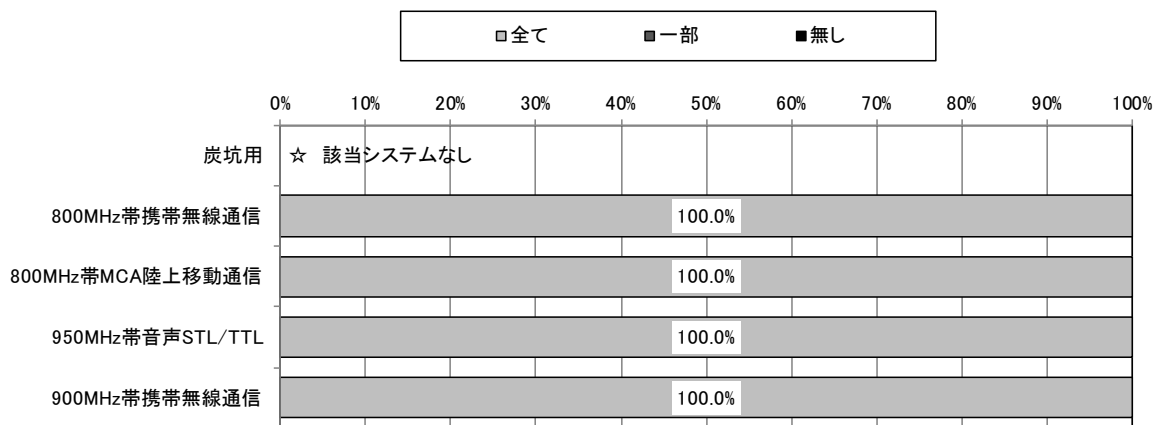 □全て ■一部 ■無し
0% 10% 20% 30% 40% 50% 60% 70% 80% 90% 100%
炭坑用 ☆ 該当システムなし
800MHz帯携帯無線通信 100.0%
800MHz帯MCA陸上移動通信 100.0%
950MHz帯音声STL/TTL 100.0%
900MHz帯携帯無線通信 100.0%